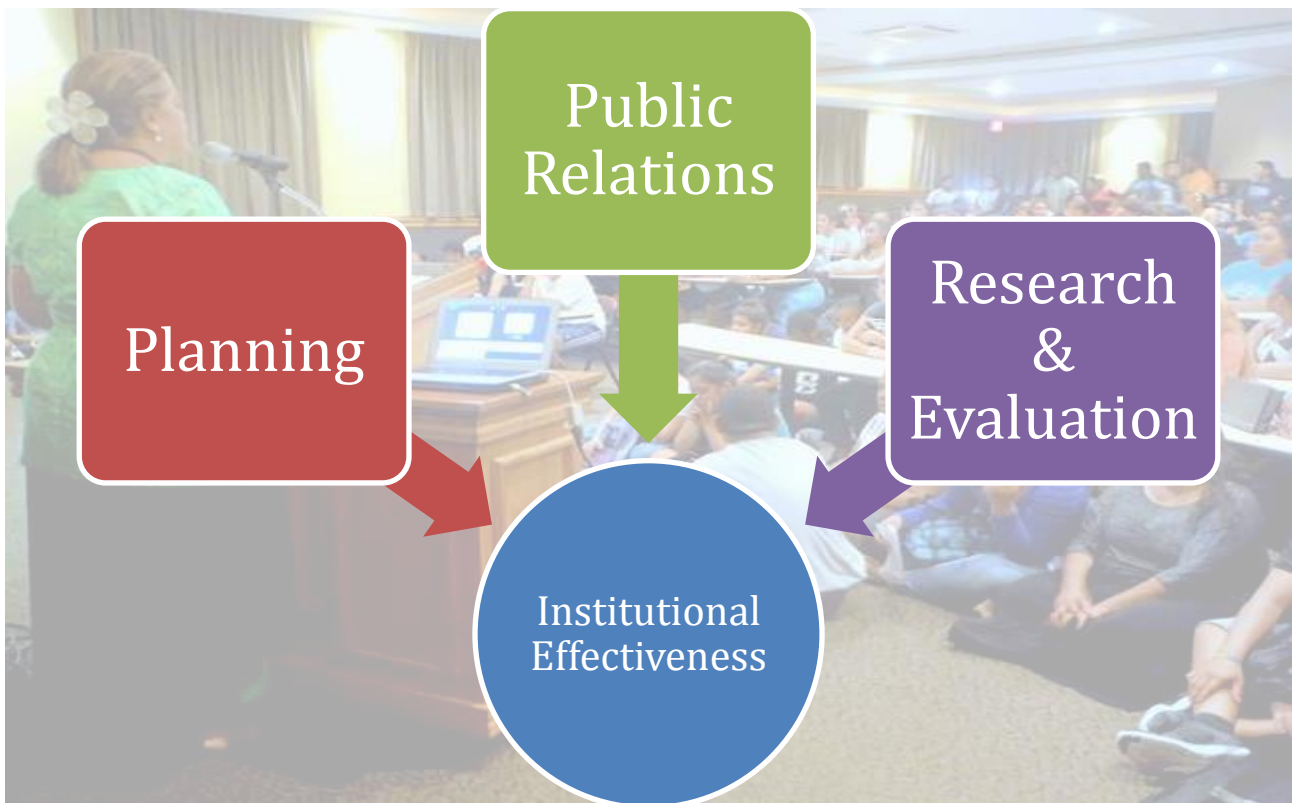 Public
Relations
Planning
Research
&
Evaluation
Institutional
Effectiveness